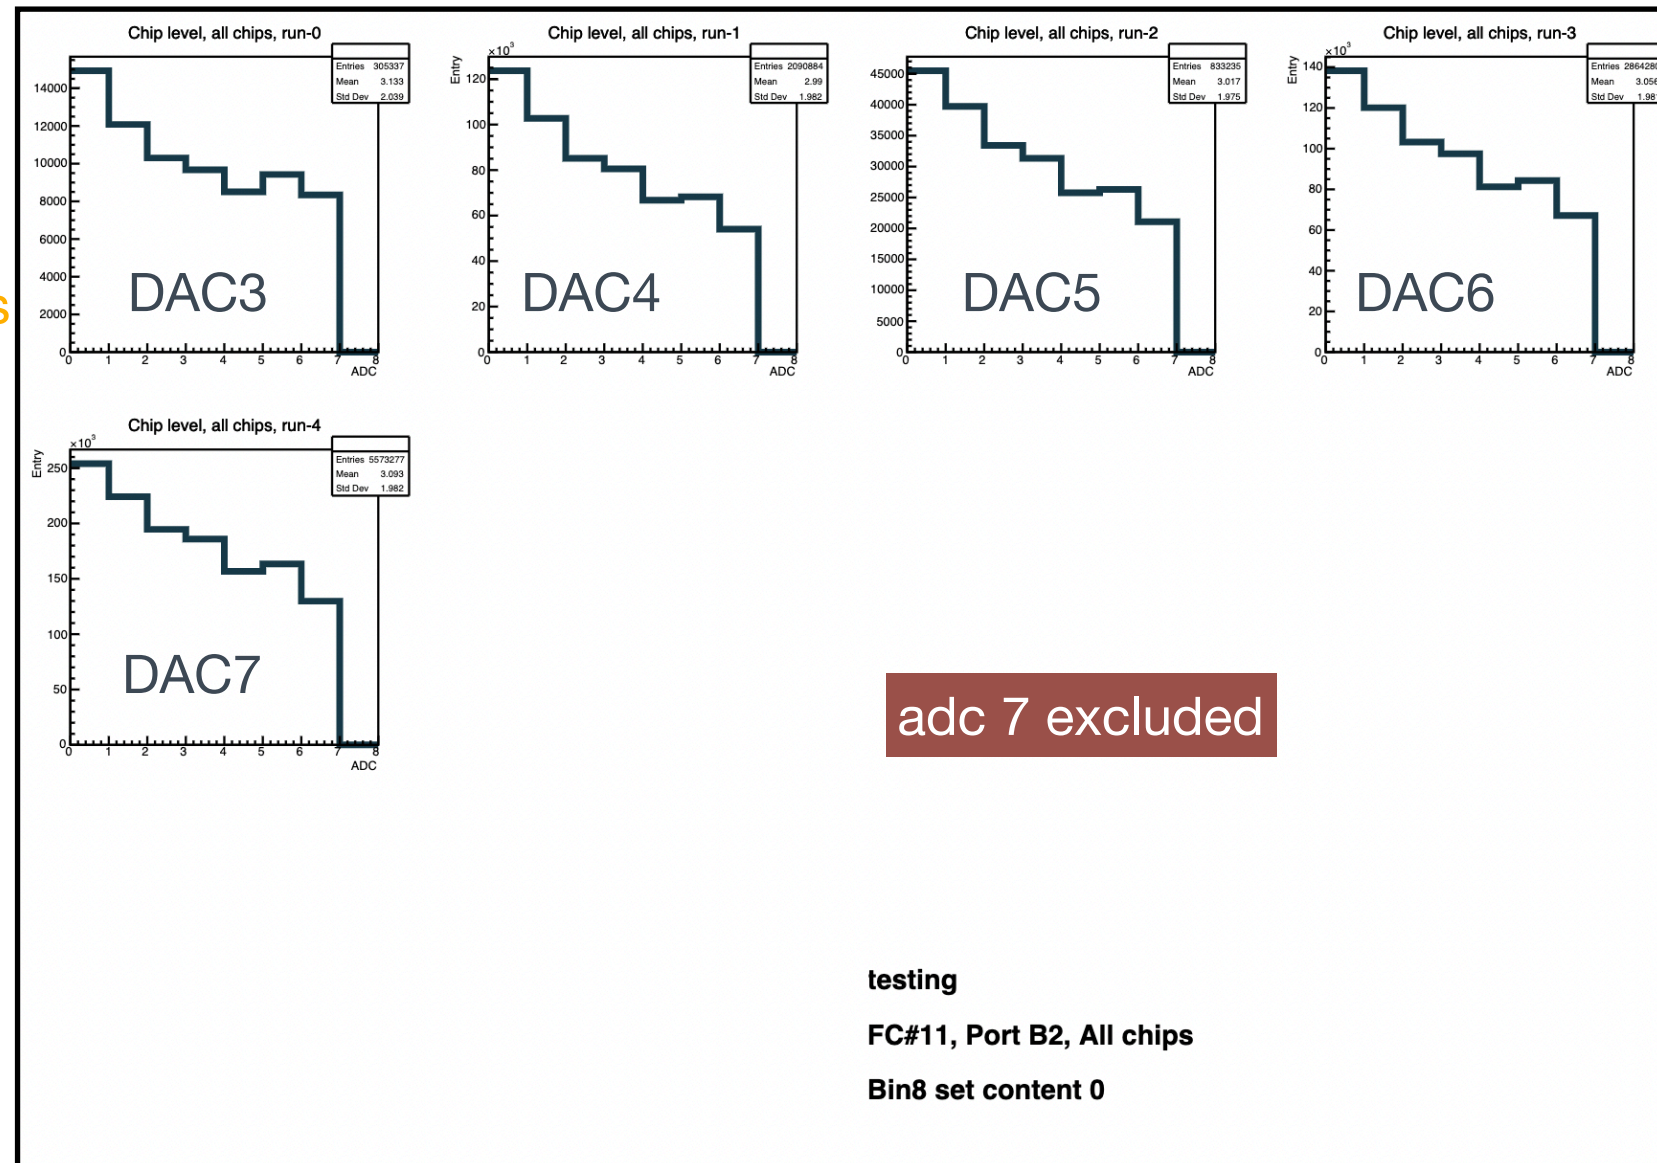 Chip level, all chips, run-0
Entries 305337
Mean 3.133
Std Dev 2.039
14000
12000
10000
8000
6000
4000
2000
0
DAC3
0 1 2 3 4 5 6 7 8
ADC
Chip level, all chips, run-1
×10³
Entry
Entries 2090884
Mean 2.99
Std Dev 1.982
120
100
80
60
40
20
0
DAC4
0 1 2 3 4 5 6 7 8
ADC
Chip level, all chips, run-2
Entries 833235
Mean 3.017
Std Dev 1.975
45000
40000
35000
30000
25000
20000
15000
10000
5000
0
DAC5
0 1 2 3 4 5 6 7 8
ADC
Chip level, all chips, run-3
×10³
Entry
Entries 2864280
Mean 3.056
Std Dev 1.98
140
120
100
80
60
40
20
0
DAC6
0 1 2 3 4 5 6 7 8
ADC
s
Chip level, all chips, run-4
×10³
Entry
Entries 5573277
Mean 3.093
Std Dev 1.982
250
200
150
100
50
0
DAC7
0 1 2 3 4 5 6 7 8
ADC
adc 7 excluded
testing
FC#11, Port B2, All chips
Bin8 set content 0